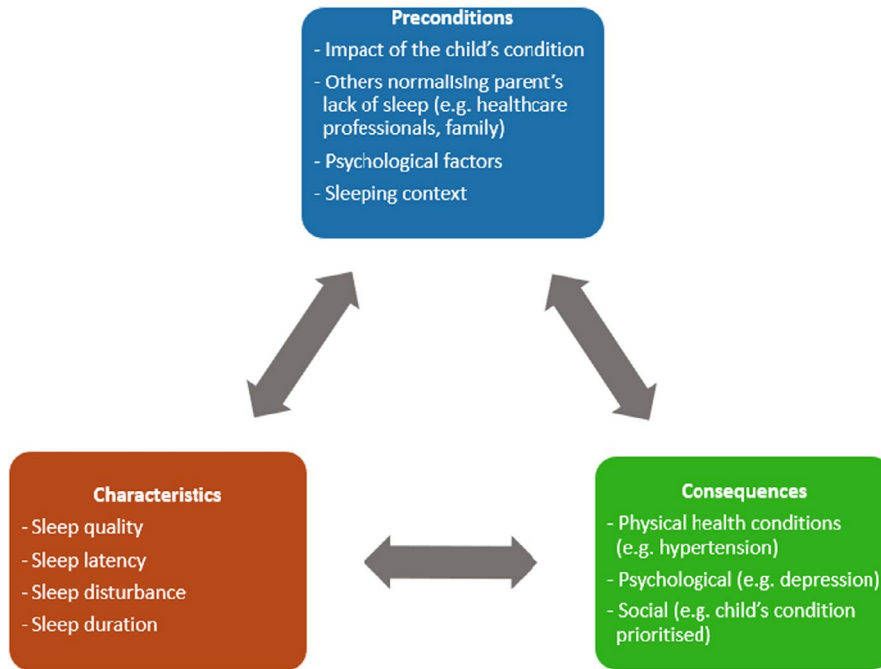 Preconditions
- Impact of the child's condition
- Others normalising parent's
lack of sleep (e.g. healthcare
professionals, family)
- Psychological factors
- Sleeping context
Characteristics
- Sleep quality
- Sleep latency
- Sleep disturbance
- Sleep duration
Consequences
- Physical health conditions
(e.g. hypertension)
- Psychological (e.g. depression)
- Social (e.g. child's condition
prioritised)